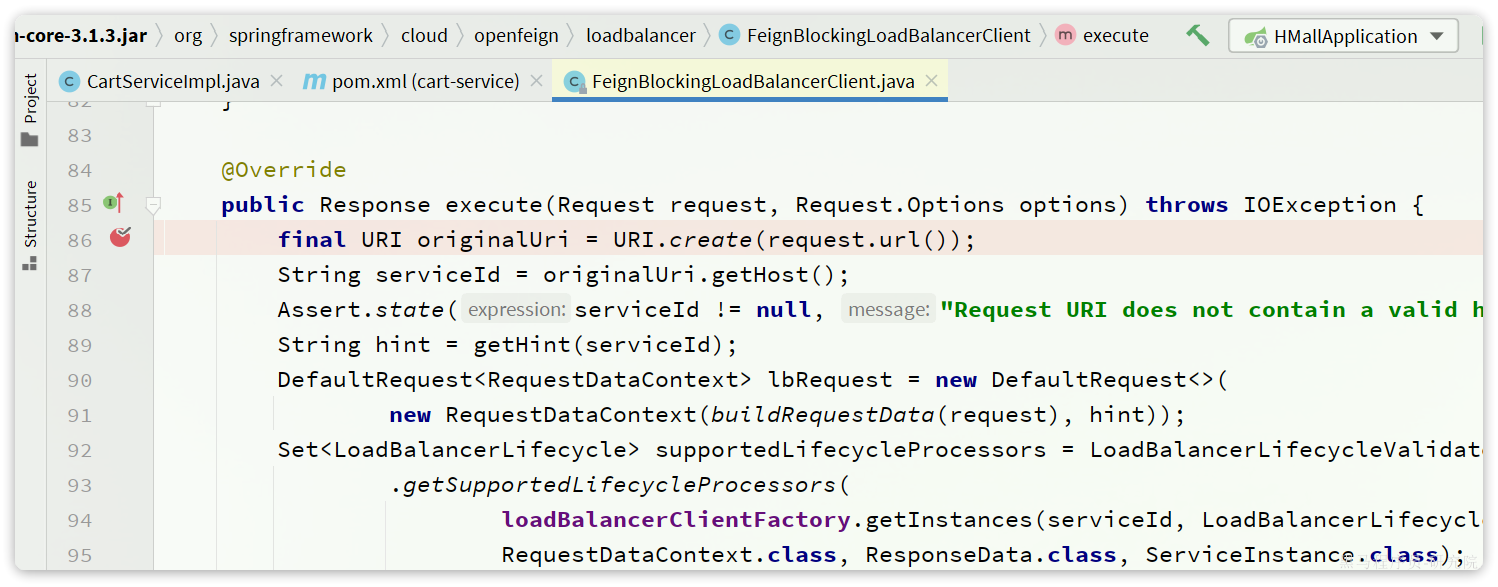 -core-3.1.3.jar org springframework cloud openfeign loadbalancer C FeignBlockingLoadBalancerClient m execute HMallApplication
C CartServiceImpl.java m pom.xml (cart-service) C FeignBlockingLoadBalancerClient.java
Project
Structure
82 }
83
84 @Override
85 I public Response execute(Request request, Request.Options options) throws IOException {
86 final URI originalUri = URI.create(request.url());
87 String serviceId = originalUri.getHost();
88 Assert.state( expression: serviceId != null, message: "Request URI does not contain a valid h
89 String hint = getHint(serviceId);
90 DefaultRequest<RequestDataContext> lbRequest = new DefaultRequest<>(
91 new RequestDataContext(buildRequestData(request), hint));
92 Set<LoadBalancerLifecycle> supportedLifecycleProcessors = LoadBalancerLifecycleValidat
93 .getSupportedLifecycleProcessors(
94 loadBalancerClientFactory.getInstances(serviceId, LoadBalancerLifecycl
95 RequestDataContext.class, ResponseData.class, ServiceInstance.class);